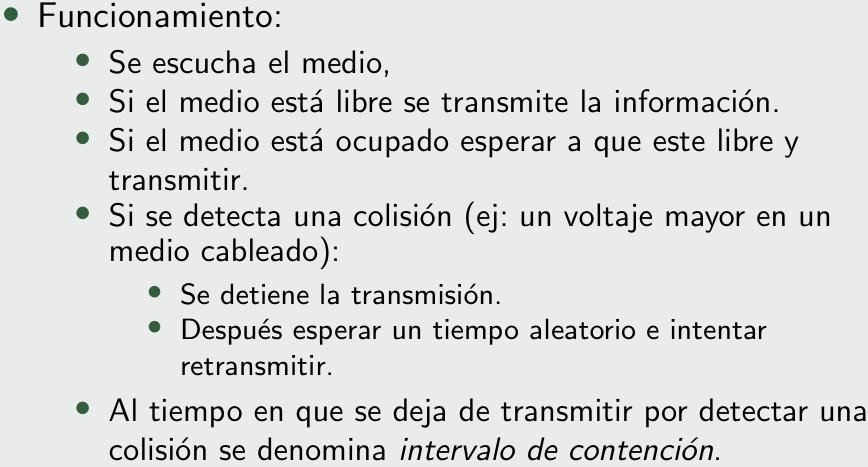 • Funcionamiento:
• Se escucha el medio,
• Si el medio está libre se transmite la información.
• Si el medio está ocupado esperar a que este libre y
transmitir.
• Si se detecta una colisión (ej: un voltaje mayor en un
medio cableado):
• Se detiene la transmisión.
• Después esperar un tiempo aleatorio e intentar
retransmitir.
• Al tiempo en que se deja de transmitir por detectar una
colisión se denomina intervalo de contención.